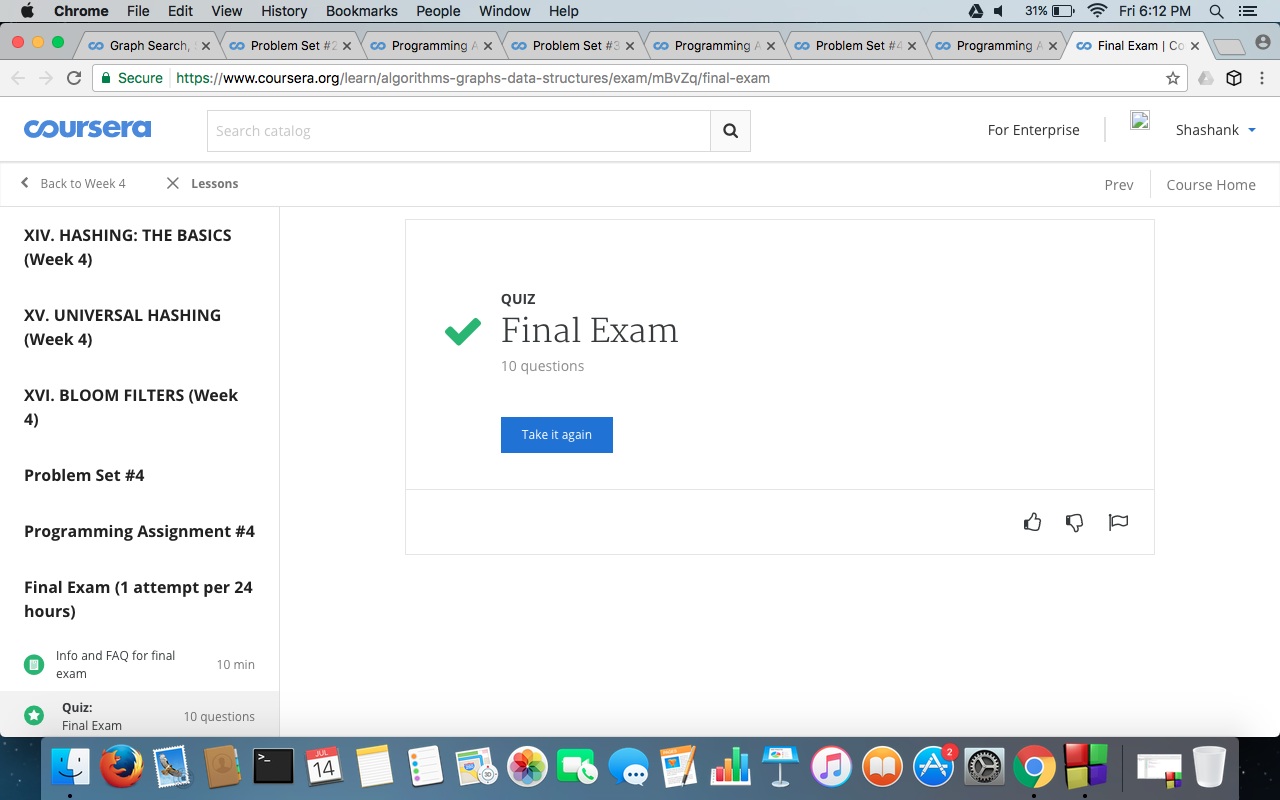 Chrome File Edit View History Bookmarks People Window Help 31% Fri 6:12 PM
Graph Search, Problem Set #2 Programming A Problem Set #3 Programming A Problem Set #4 Programming A Final Exam | Co
Secure https://www.coursera.org/learn/algorithms-graphs-data-structures/exam/mBvZq/final-exam
coursera Search catalog For Enterprise Shashank
Back to Week 4 Lessons Prev Course Home
XIV. HASHING: THE BASICS
(Week 4)
XV. UNIVERSAL HASHING
(Week 4)
XVI. BLOOM FILTERS (Week
4)
Problem Set #4
Programming Assignment #4
Final Exam (1 attempt per 24
hours)
Info and FAQ for final
exam
10 min
Quiz:
Final Exam
10 questions
QUIZ
Final Exam
10 questions
Take it again
JUL
14
2